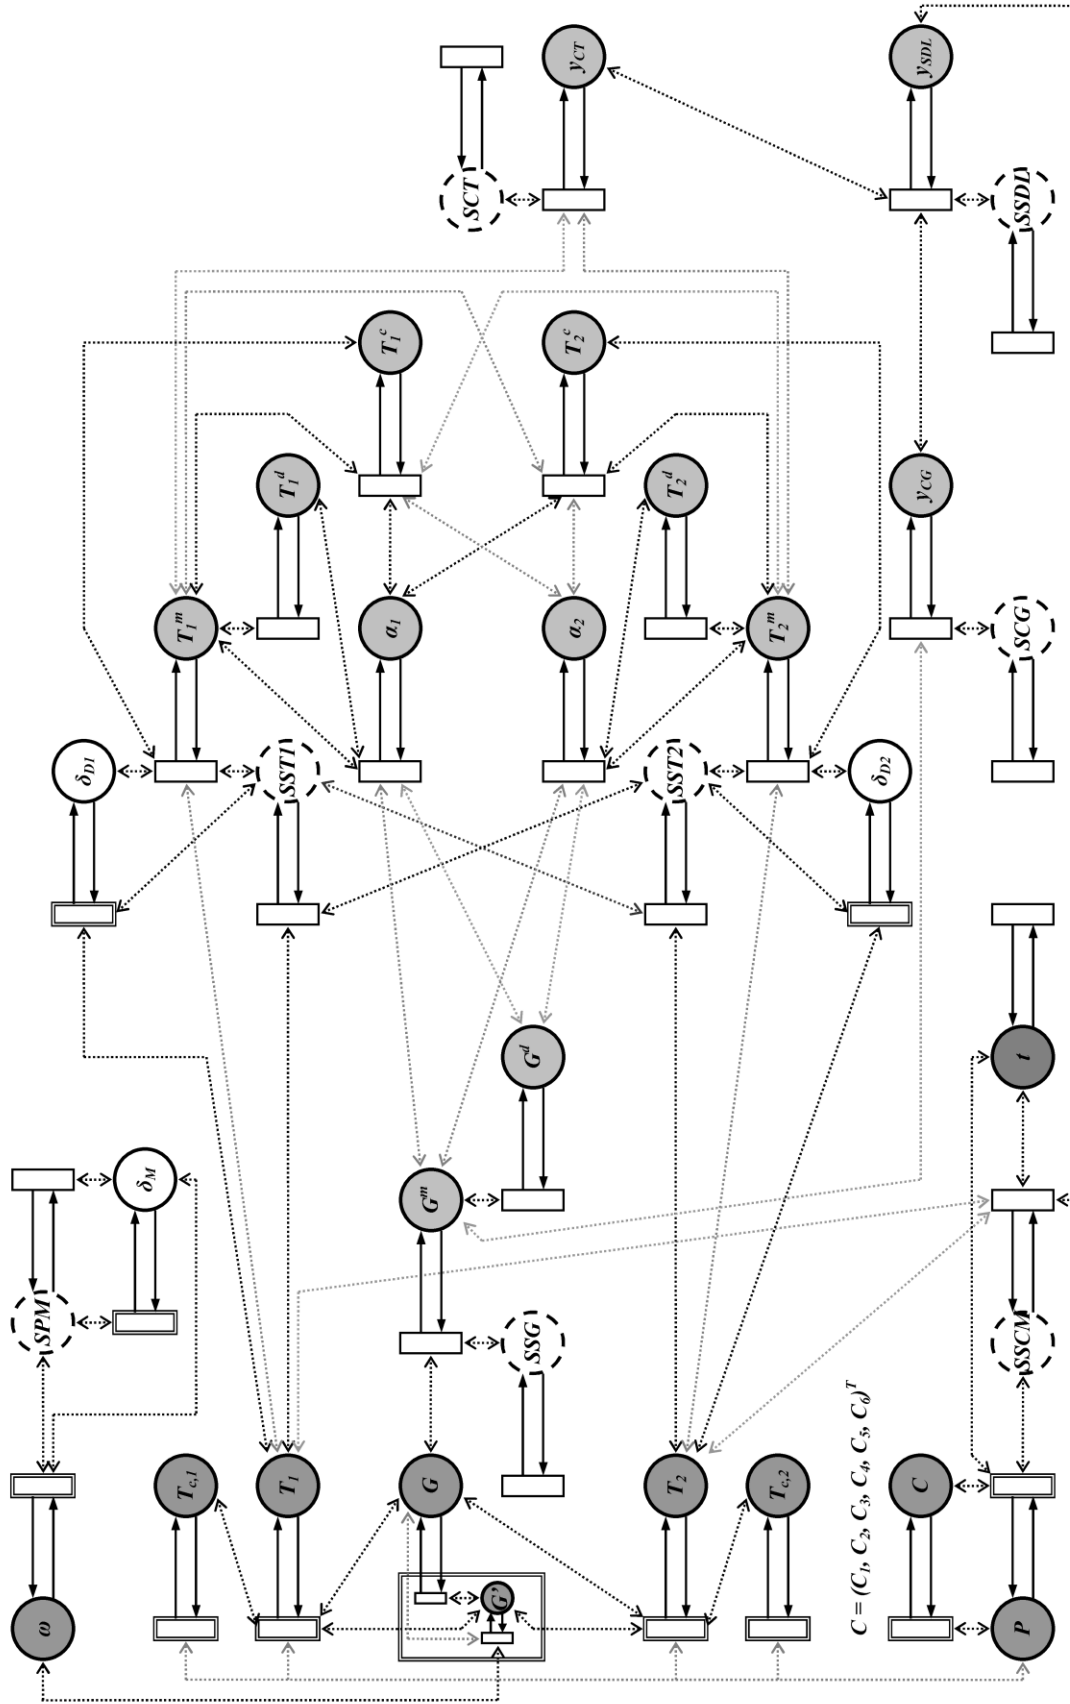 ω
SPM
δ_M
δ_D1
T_c,1
T_1
T_1^m
SST1
T_1^d
T_1^c
SCT
y_CT
G
G'
G^m
G^d
SSG
a_1
a_2
T_2^c
T_2
T_c,2
SST2
T_2^d
T_2^m
δ_D2
C = (C_1, C_2, C_3, C_4, C_5, C_6)^T
C
P
SSCM
t
SCG
y_CG
SSDL
y_SDL